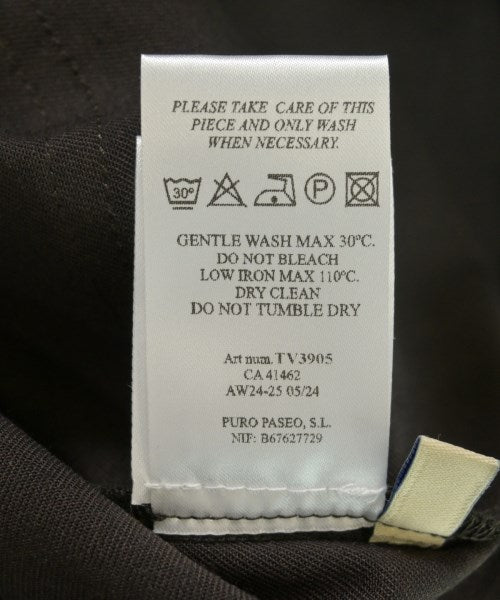 PLEASE TAKE CARE OF THIS
PIECE AND ONLY WASH
WHEN NECESSARY.
30°
P
GENTLE WASH MAX 30ºC.
DO NOT BLEACH
LOW IRON MAX 110ºC.
DRY CLEAN
DO NOT TUMBLE DRY
Art num. TV3905
CA 41462
AW24-25 05/24
PURO PASEO, S.L.
NIF: B67627729